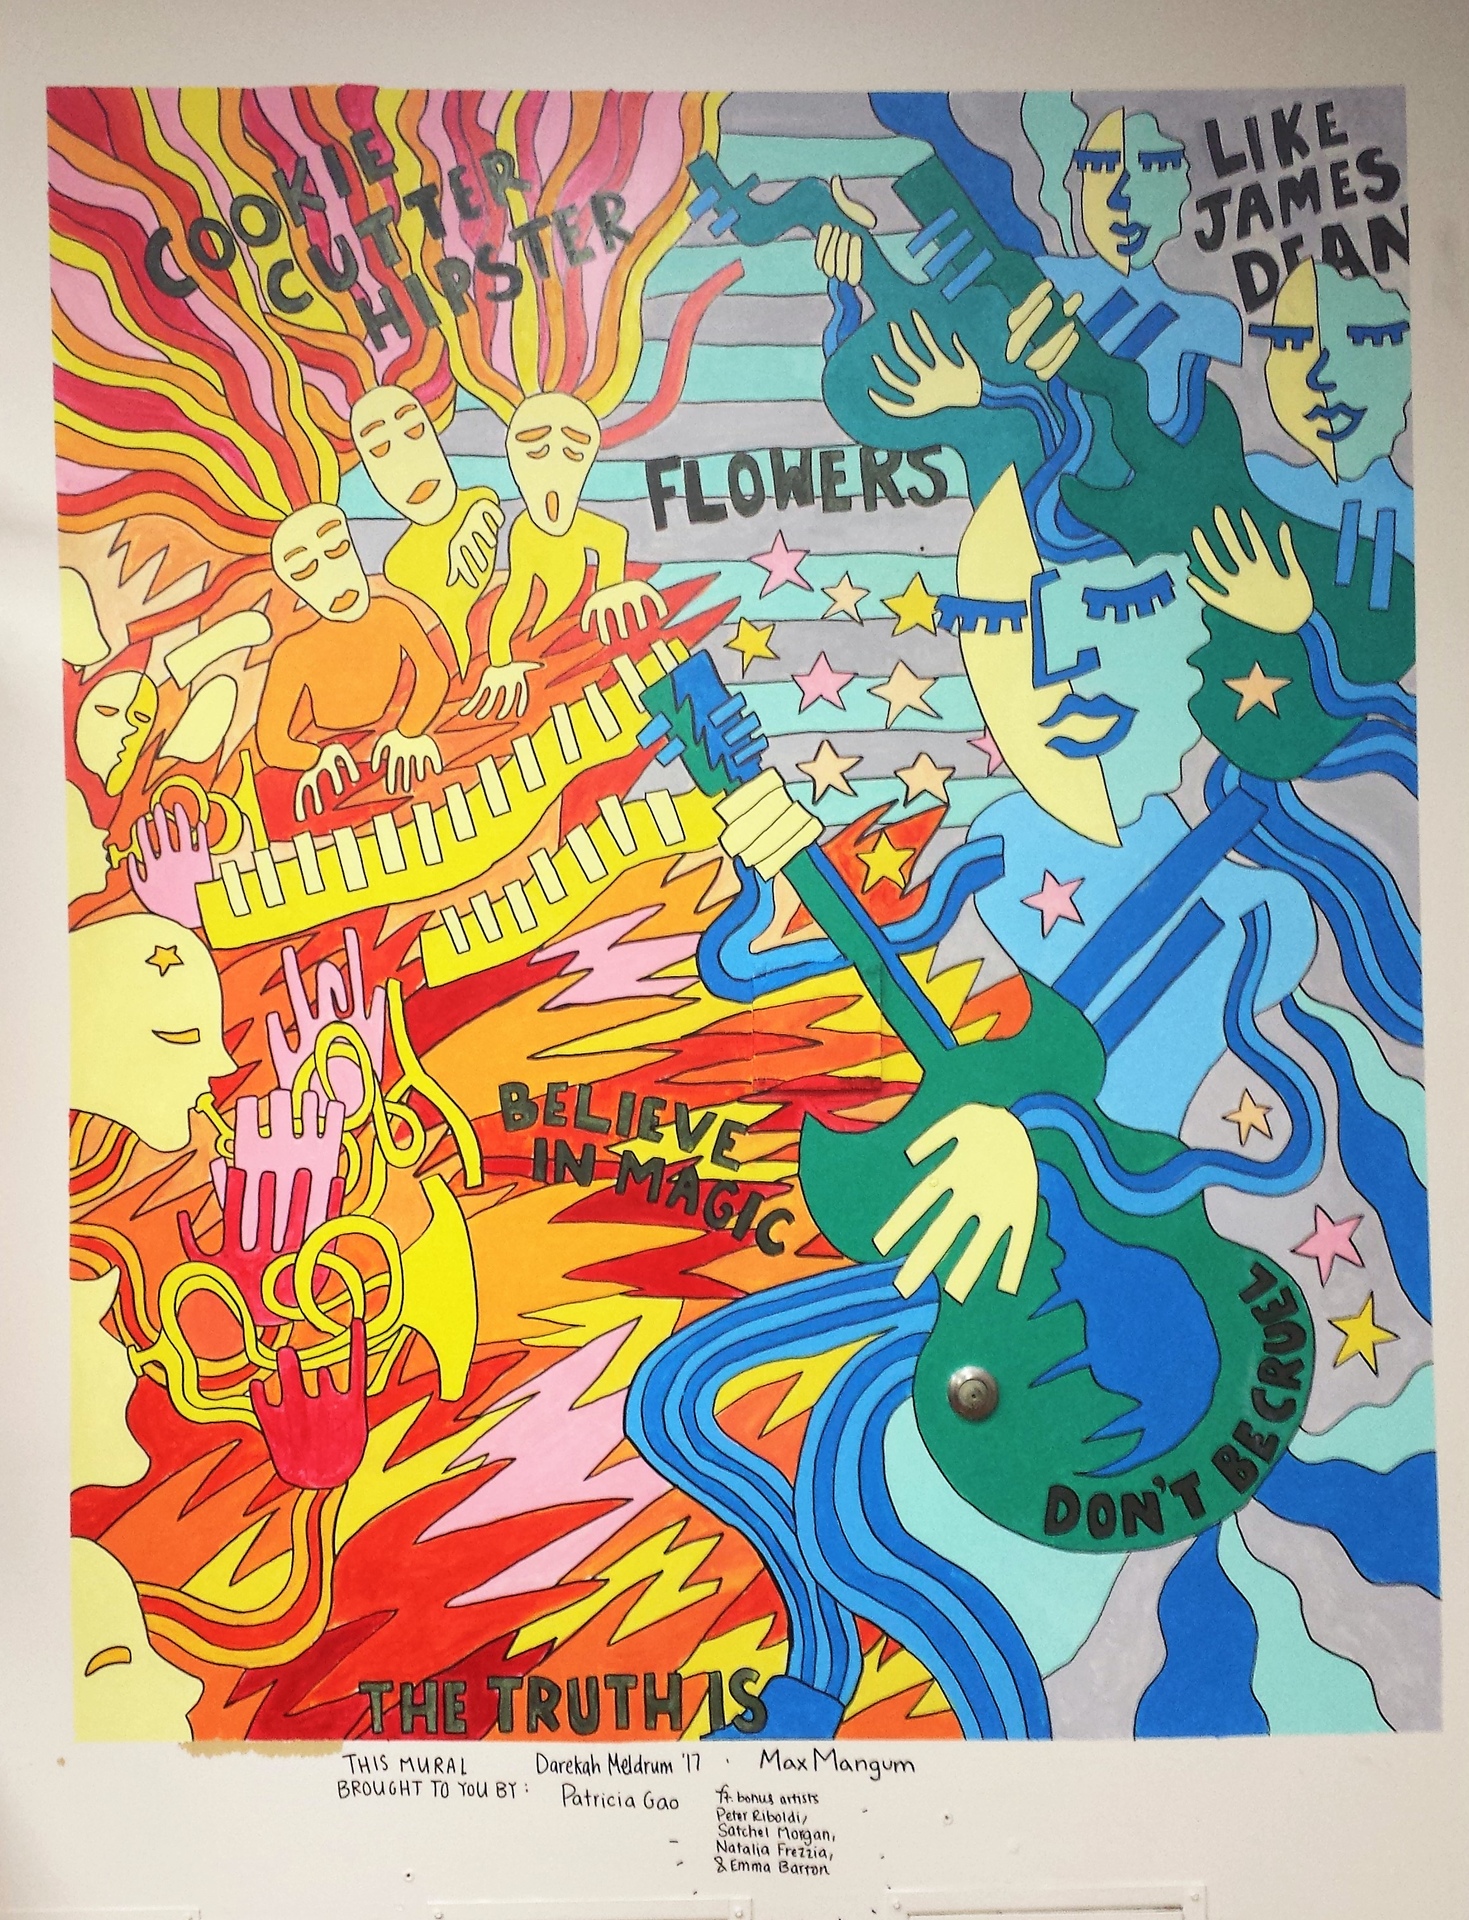 COOKIE
CUTTER
HIPSTER
LIKE
JAMES
DEAN
FLOWERS
BELIEVE
IN MAGIC
DON'T BE CRUEL
THE TRUTH IS
THIS MURAL
BROUGHT TO YOU BY:
Darekah Meldrum '17 · Max Mangum
Patricia Gao
ft. bonus artists
Peter Riboldi,
Satchel Morgan,
Natalia Frezzia,
& Emma Barron